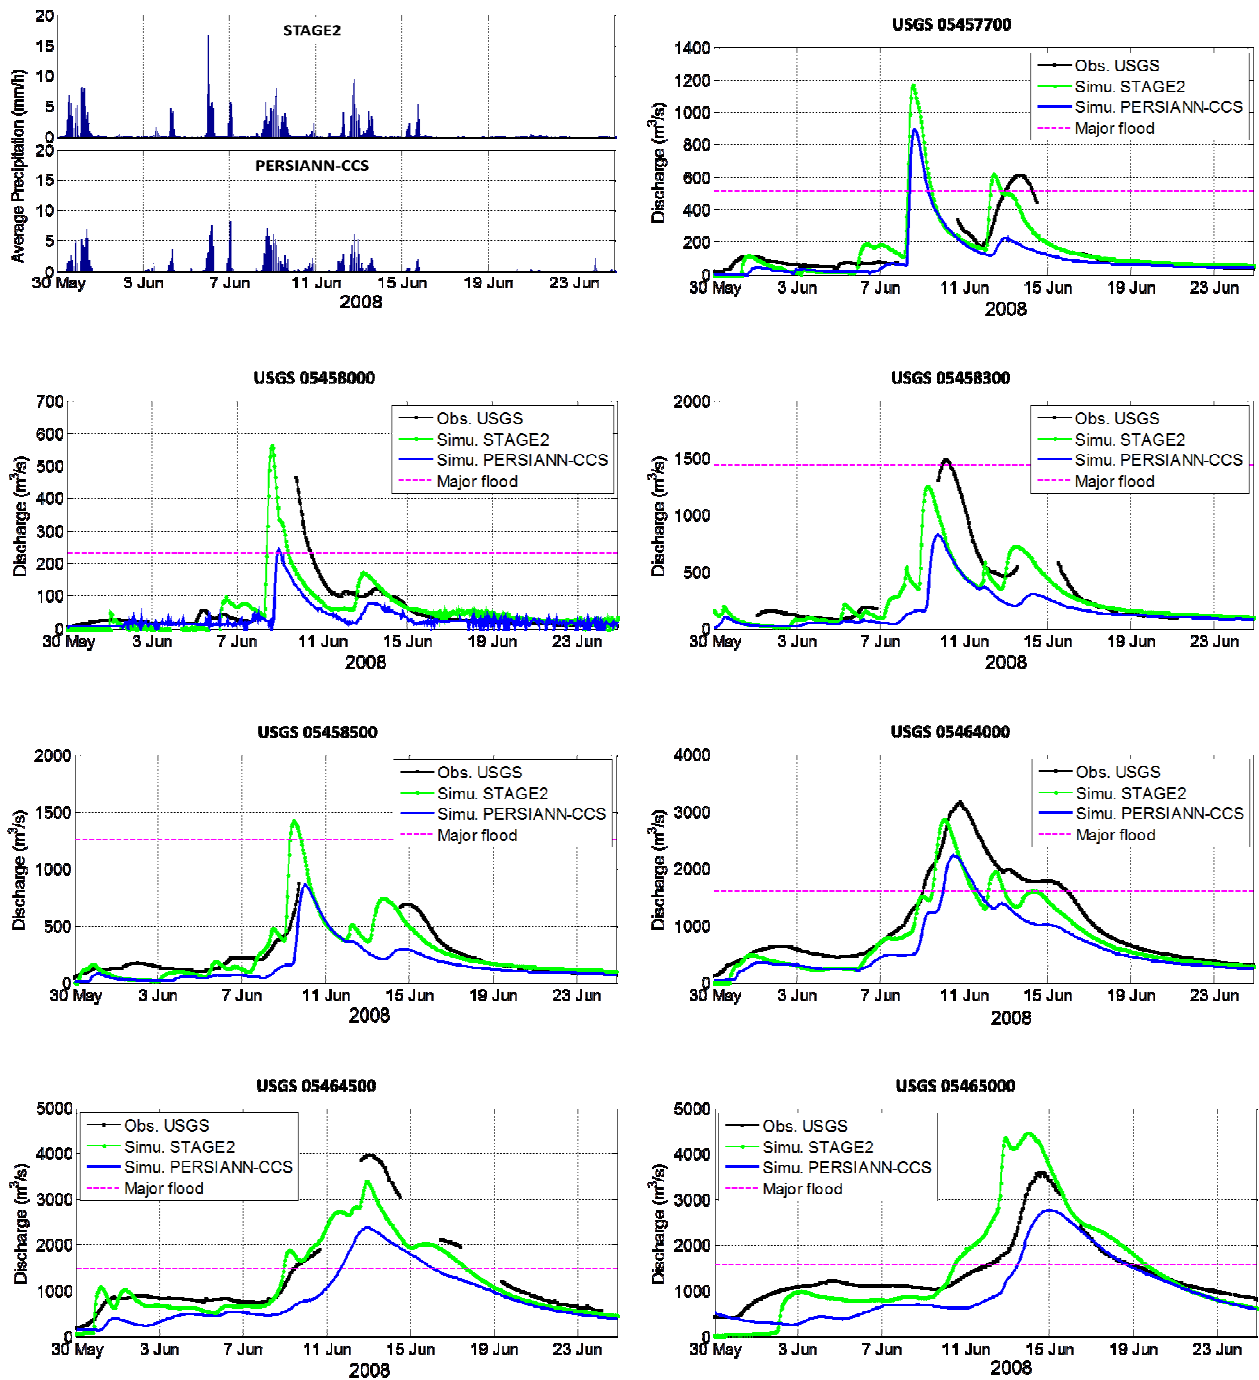 STAGE2
20
15
10
5
0
30 May 3 Jun 7 Jun 11 Jun 15 Jun 19 Jun 23 Jun
Average Precipitation (mm/h)
PERSIANN-CCS
20
15
10
5
0
30 May 3 Jun 7 Jun 11 Jun 15 Jun 19 Jun 23 Jun
2008
USGS 05457700
Discharge (m³/s)
1400
1200
1000
800
600
400
200
0
Obs. USGS
Simu. STAGE2
Simu. PERSIANN-CCS
Major flood
30 May 3 Jun 7 Jun 11 Jun 15 Jun 19 Jun 23 Jun
2008
USGS 05458000
Discharge (m³/s)
700
600
500
400
300
200
100
0
Obs. USGS
Simu. STAGE2
Simu. PERSIANN-CCS
Major flood
30 May 3 Jun 7 Jun 11 Jun 15 Jun 19 Jun 23 Jun
2008
USGS 05458300
Discharge (m³/s)
2000
1500
1000
500
0
Obs. USGS
Simu. STAGE2
Simu. PERSIANN-CCS
Major flood
30 May 3 Jun 7 Jun 11 Jun 15 Jun 19 Jun 23 Jun
2008
USGS 05458500
Discharge (m³/s)
2000
1500
1000
500
0
Obs. USGS
Simu. STAGE2
Simu. PERSIANN-CCS
Major flood
30 May 3 Jun 7 Jun 11 Jun 15 Jun 19 Jun 23 Jun
2008
USGS 05464000
Discharge (m³/s)
4000
3000
2000
1000
0
Obs. USGS
Simu. STAGE2
Simu. PERSIANN-CCS
Major flood
30 May 3 Jun 7 Jun 11 Jun 15 Jun 19 Jun 23 Jun
2008
USGS 05464500
Discharge (m³/s)
5000
4000
3000
2000
1000
0
Obs. USGS
Simu. STAGE2
Simu. PERSIANN-CCS
Major flood
30 May 3 Jun 7 Jun 11 Jun 15 Jun 19 Jun 23 Jun
2008
USGS 05465000
Discharge (m³/s)
5000
4000
3000
2000
1000
0
Obs. USGS
Simu. STAGE2
Simu. PERSIANN-CCS
Major flood
30 May 3 Jun 7 Jun 11 Jun 15 Jun 19 Jun 23 Jun
2008